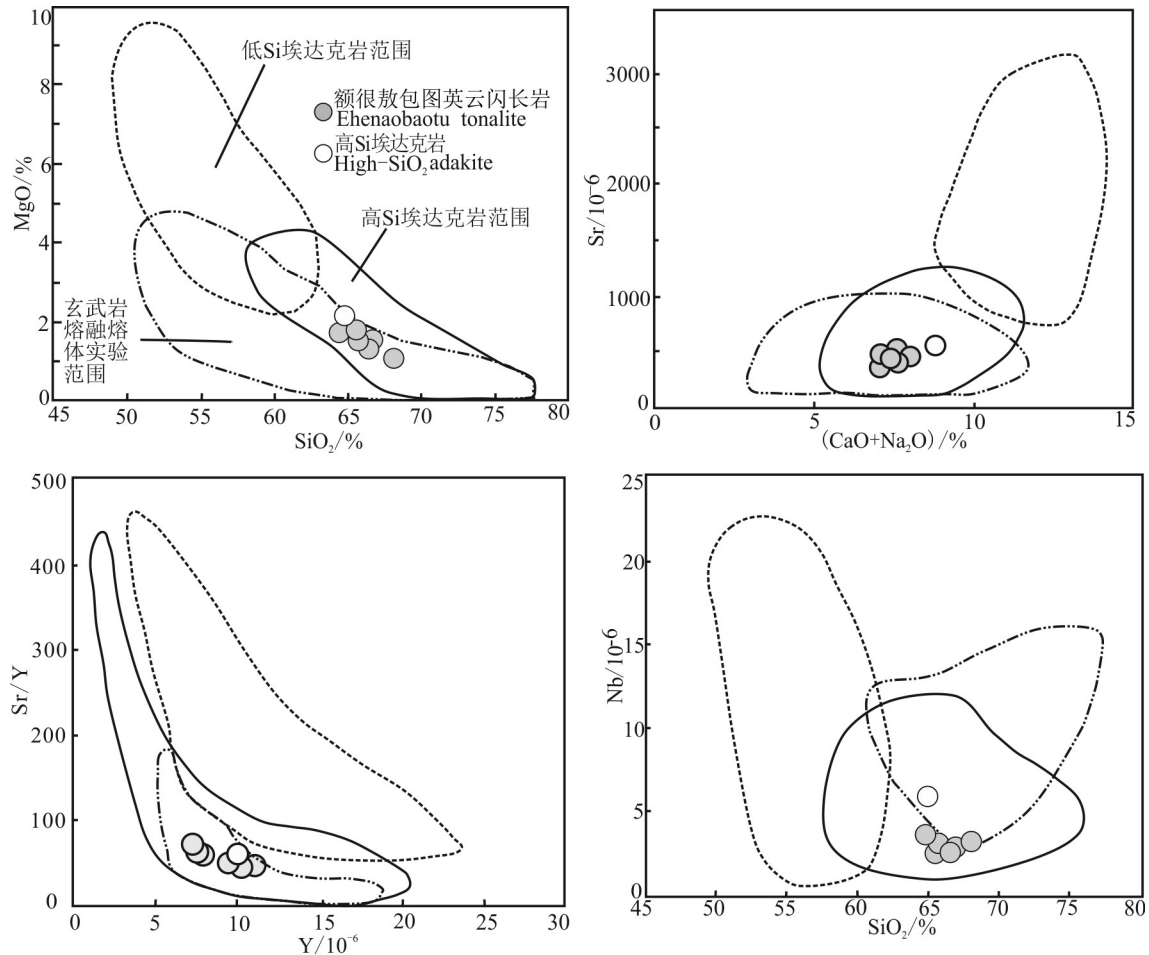 10
8
6
4
2
0
MgO/%
低Si埃达克岩范围
额很敖包图英云闪长岩
Ehenaobaotu tonalite
高Si埃达克岩
High-SiO₂adakite
高Si埃达克岩范围
玄武岩
熔融熔
体实验
范围
45
50
55
60
65
70
75
80
SiO₂/%
3000
2000
1000
0
Sr/10⁻⁶
0
5
10
15
(CaO+Na₂O)/%
500
400
300
200
100
0
Sr/Y
0
5
10
15
20
25
30
Y/10⁻⁶
25
20
15
10
5
0
Nb/10⁻⁶
45
50
55
60
65
70
75
80
SiO₂/%